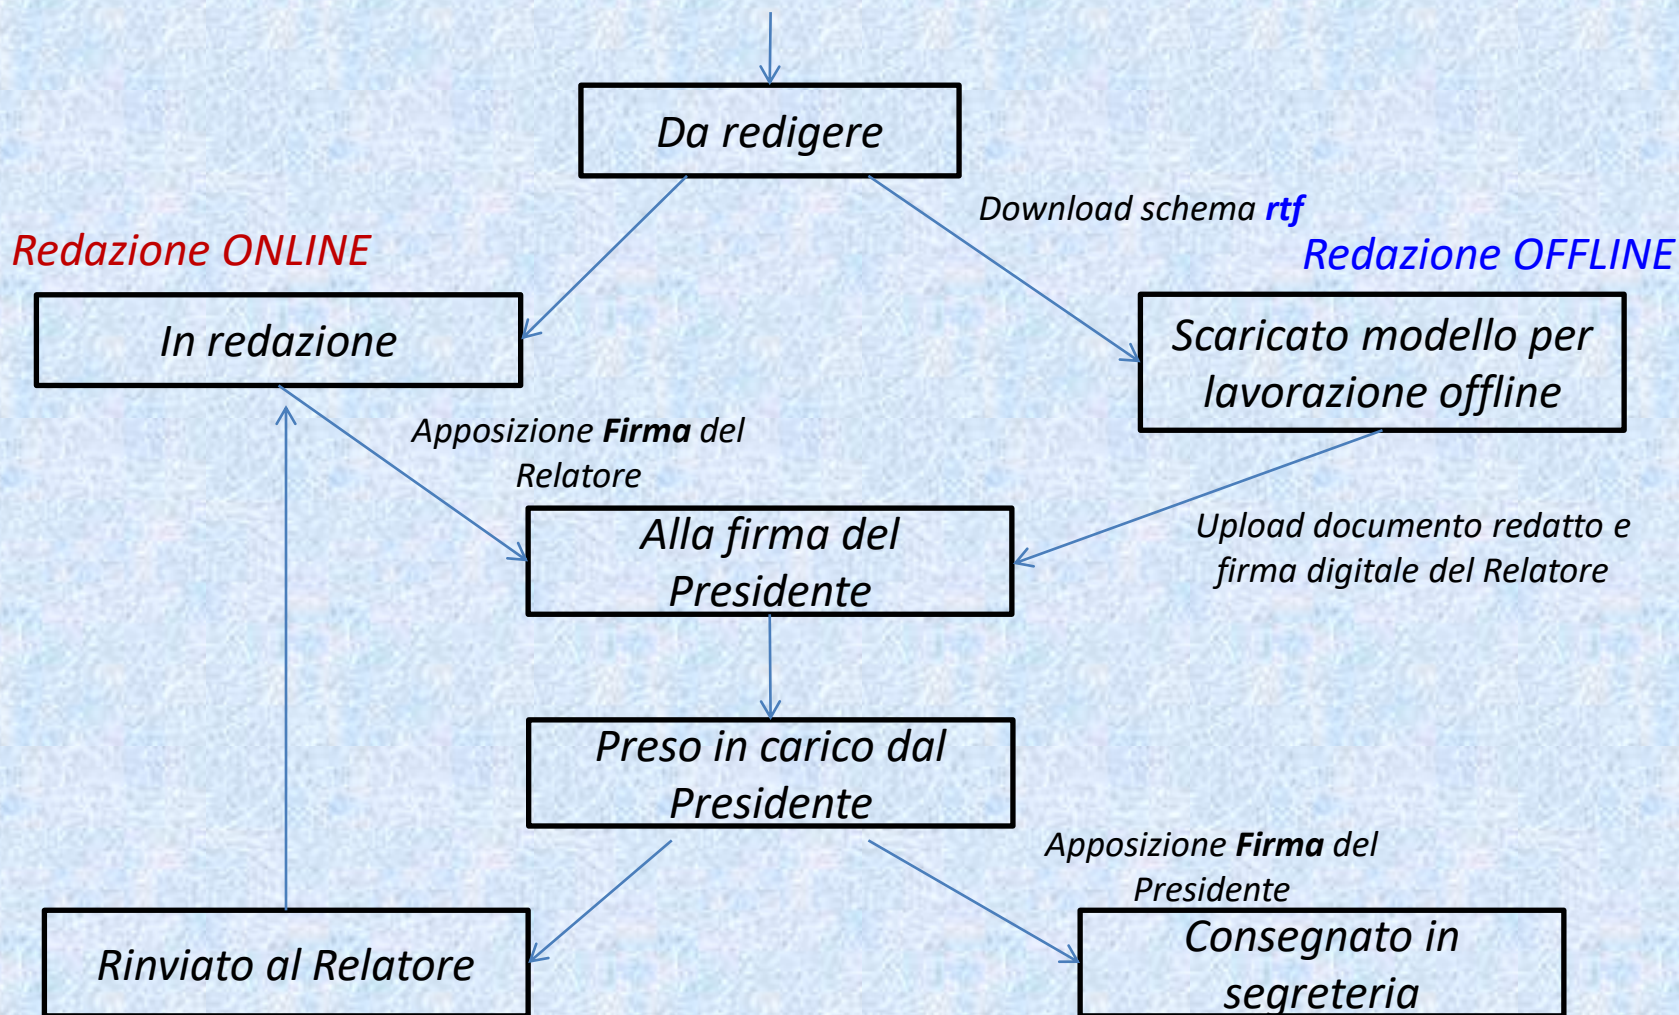 Da redigere
Download schema rtf
Redazione ONLINE
Redazione OFFLINE
In redazione
Scaricato modello per
lavorazione offline
Apposizione Firma del
Relatore
Alla firma del
Presidente
Upload documento redatto e
firma digitale del Relatore
Preso in carico dal
Presidente
Apposizione Firma del
Presidente
Rinviato al Relatore
Consegnato in
segreteria